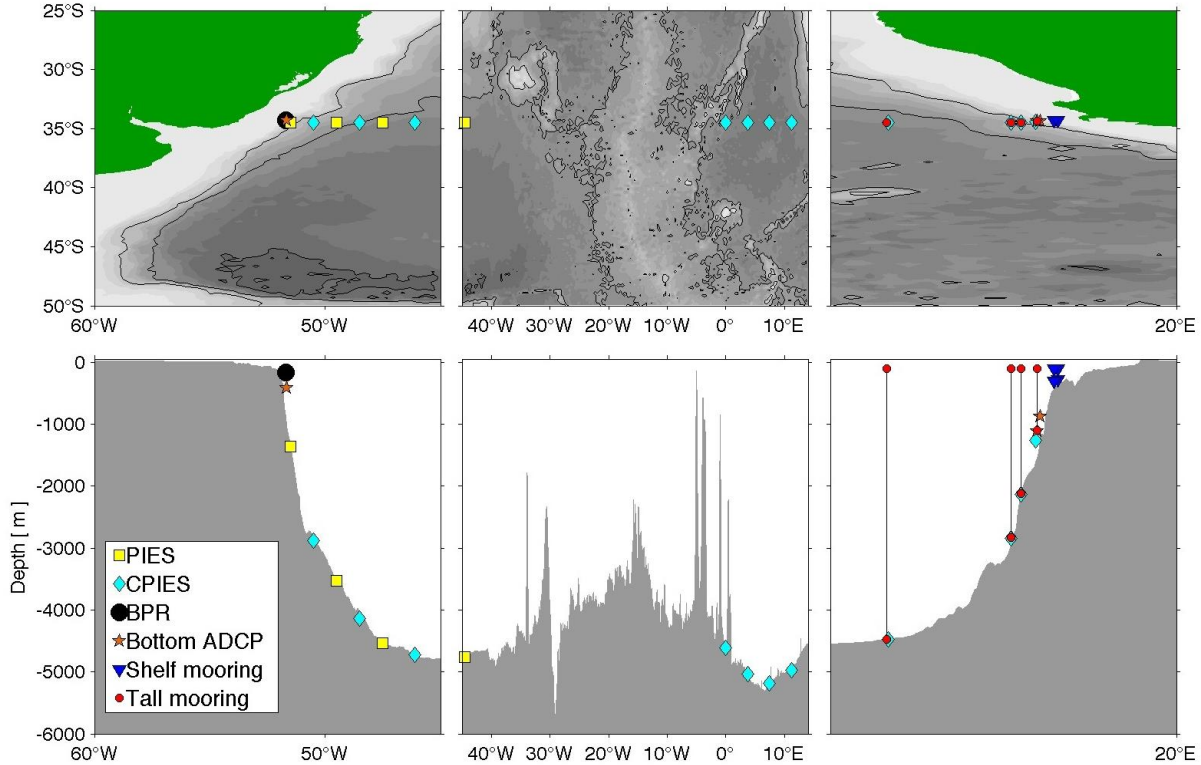 25°S
30°S
35°S
40°S
45°S
50°S
60°W 50°W
40°W 30°W 20°W 10°W 0° 10°E
20°E
0
-1000
-2000
-3000
-4000
-5000
-6000
Depth [ m ]
PIES
CPIES
BPR
Bottom ADCP
Shelf mooring
Tall mooring
60°W 50°W
40°W 30°W 20°W 10°W 0° 10°E
20°E